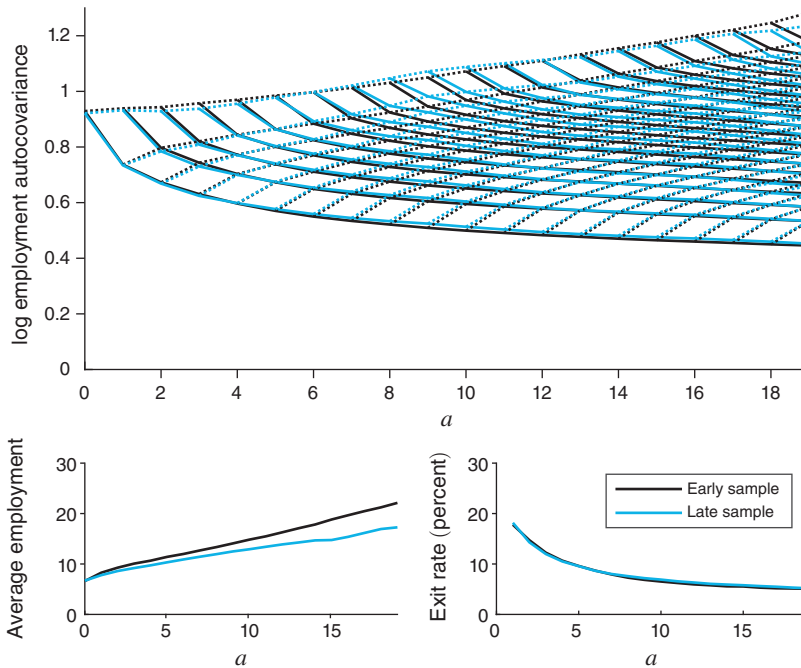 log employment autocovariance
1.2
1
0.8
0.6
0.4
0.2
0
0 2 4 6 8 10 12 14 16 18
a
Average employment
30
20
10
0
0 5 10 15
a
Exit rate (percent)
30
20
10
0
0 5 10 15
a
Early sample
Late sample